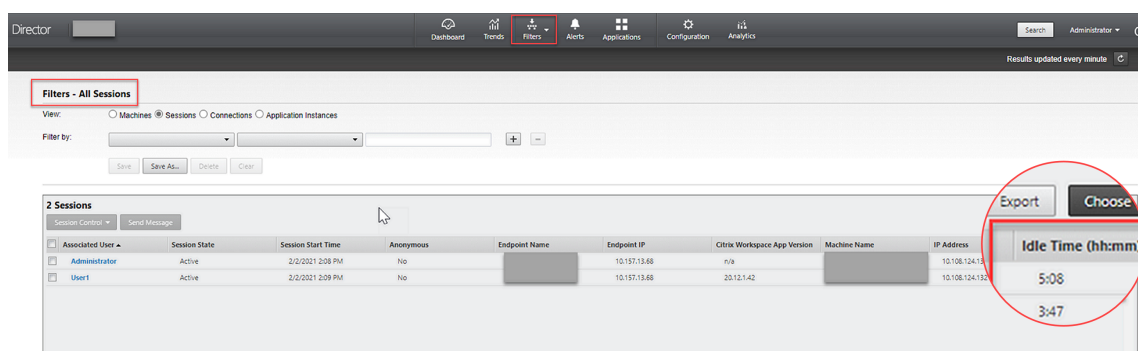 Director
Dashboard Trends Filters Alerts Applications Configuration Analytics Search Administrator
Results updated every minute
Filters - All Sessions
View: Machines Sessions Connections Application Instances
Filter by:
+ -
Save Save As... Delete Clear
2 Sessions
Export Choose
Session Control Send Message
Associated User Session State Session Start Time Anonymous Endpoint Name Endpoint IP Citrix Workspace App Version Machine Name IP Address Idle Time (hh:mm)
Administrator Active 2/2/2021 2:08 PM No 10.157.13.68 n/a 10.108.124.13 5:08
User1 Active 2/2/2021 2:09 PM No 10.157.13.68 20.12.1.42 10.108.124.132 3:47